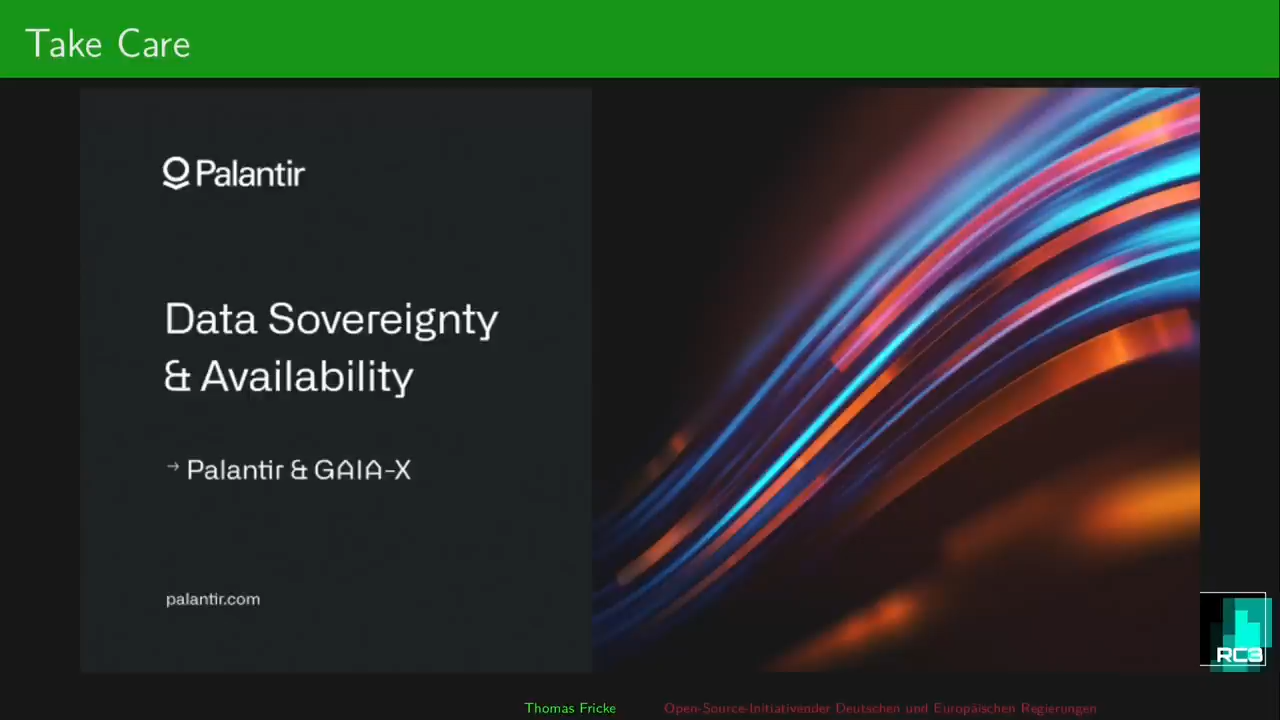 Take Care
Palantir
Data Sovereignty
& Availability
→ Palantir & GAIA-X
palantir.com
RC3
Thomas Fricke Open-Source-Initiativender Deutschen und Europäischen Regierungen